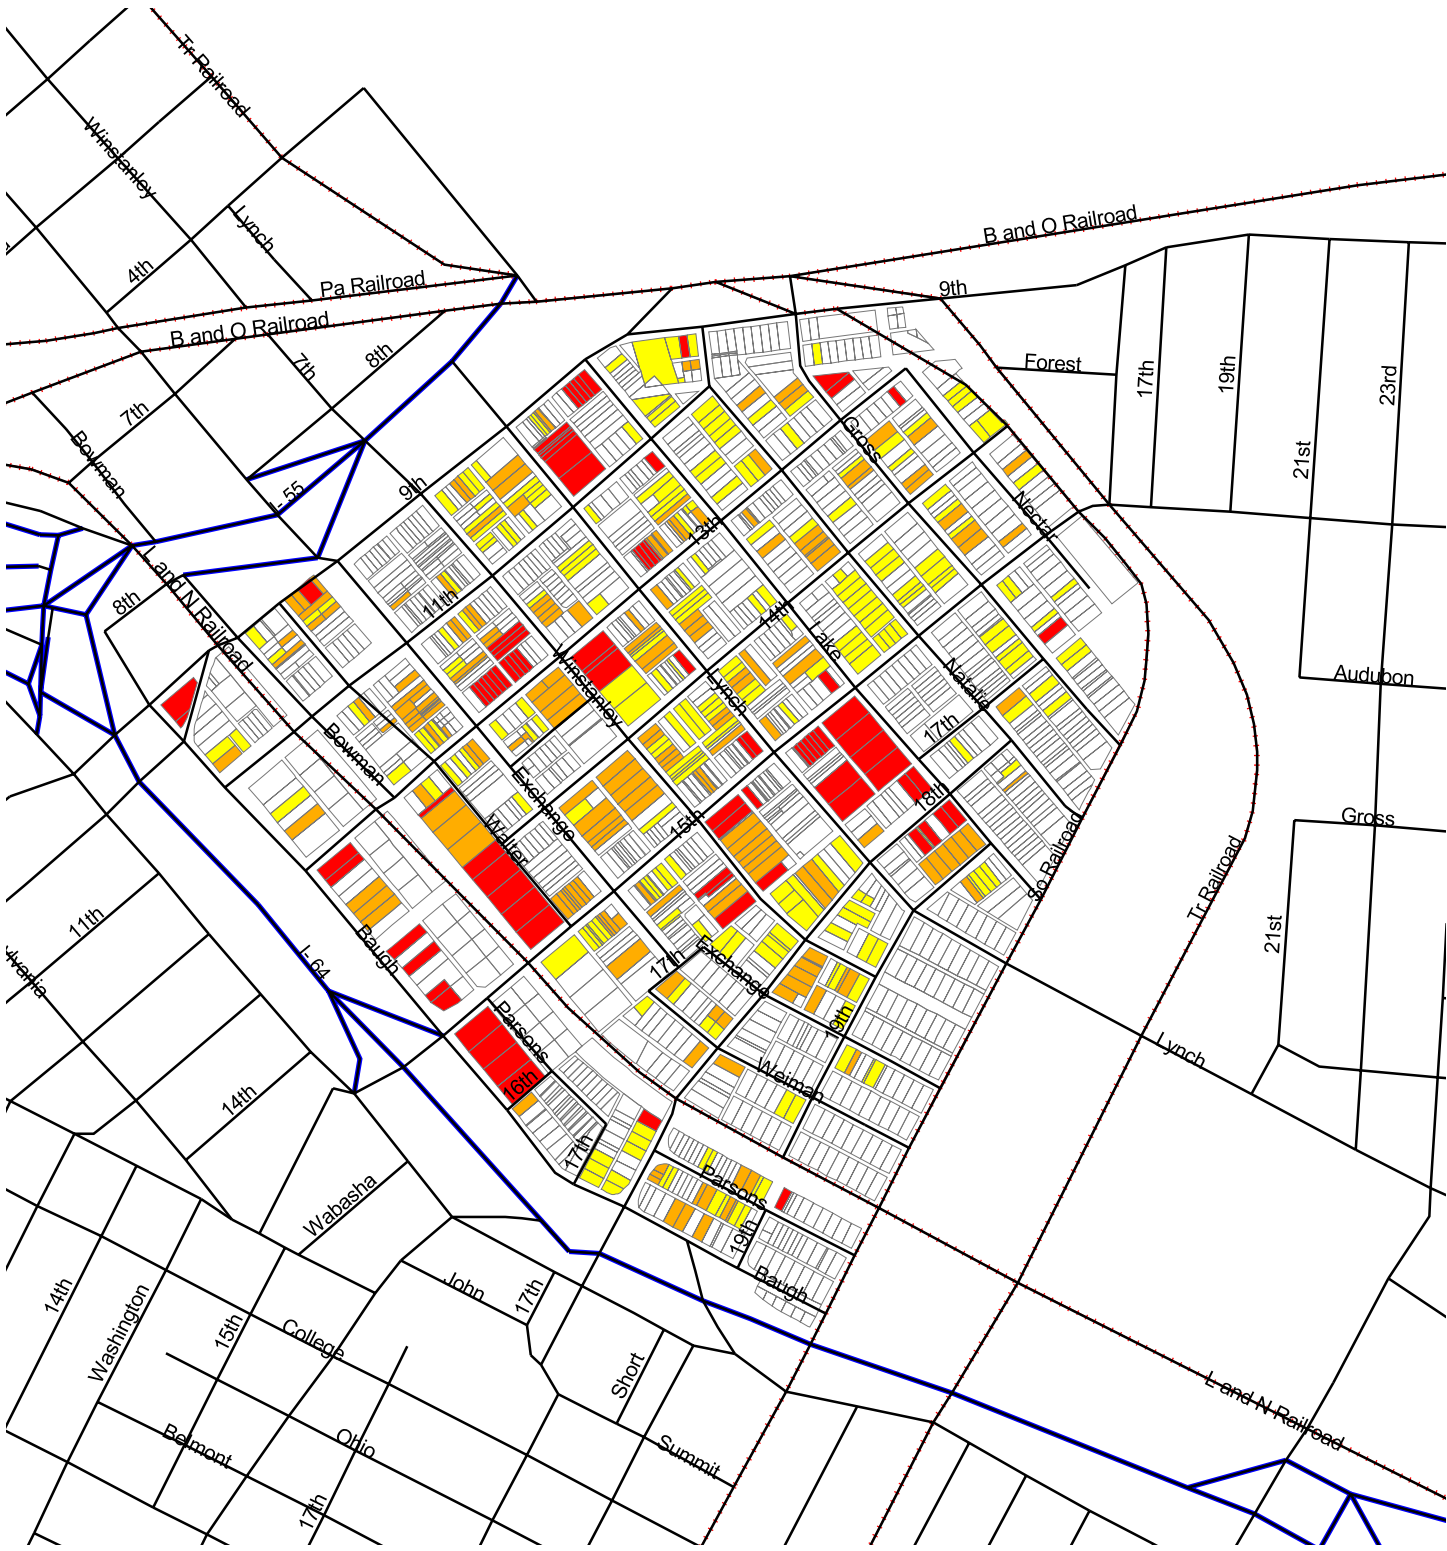 Tr Railroad
Winstanley
Lynch
4th
Pa Railroad
B and O Railroad
B and O Railroad
9th
7th
8th
Forest
17th
19th
23rd
7th
Bowman
21st
Gross
I-55
9th
Nectar
13th
L and N Railroad
8th
11th
14th
Lake
Winstanley
Lynch
Natalie
Audubon
17th
Bowman
Exchange
18th
15th
Walter
Gross
So Railroad
Tr Railroad
11th
Baugh
I-64
17th
Exchange
21st
lvania
19th
Parsons
Lynch
Weiman
16th
14th
17th
Parsons
Wabasha
19th
14th
John
17th
Baugh
Washington
15th
College
Short
L and N Railroad
Belmont
Ohio
Summit
17th